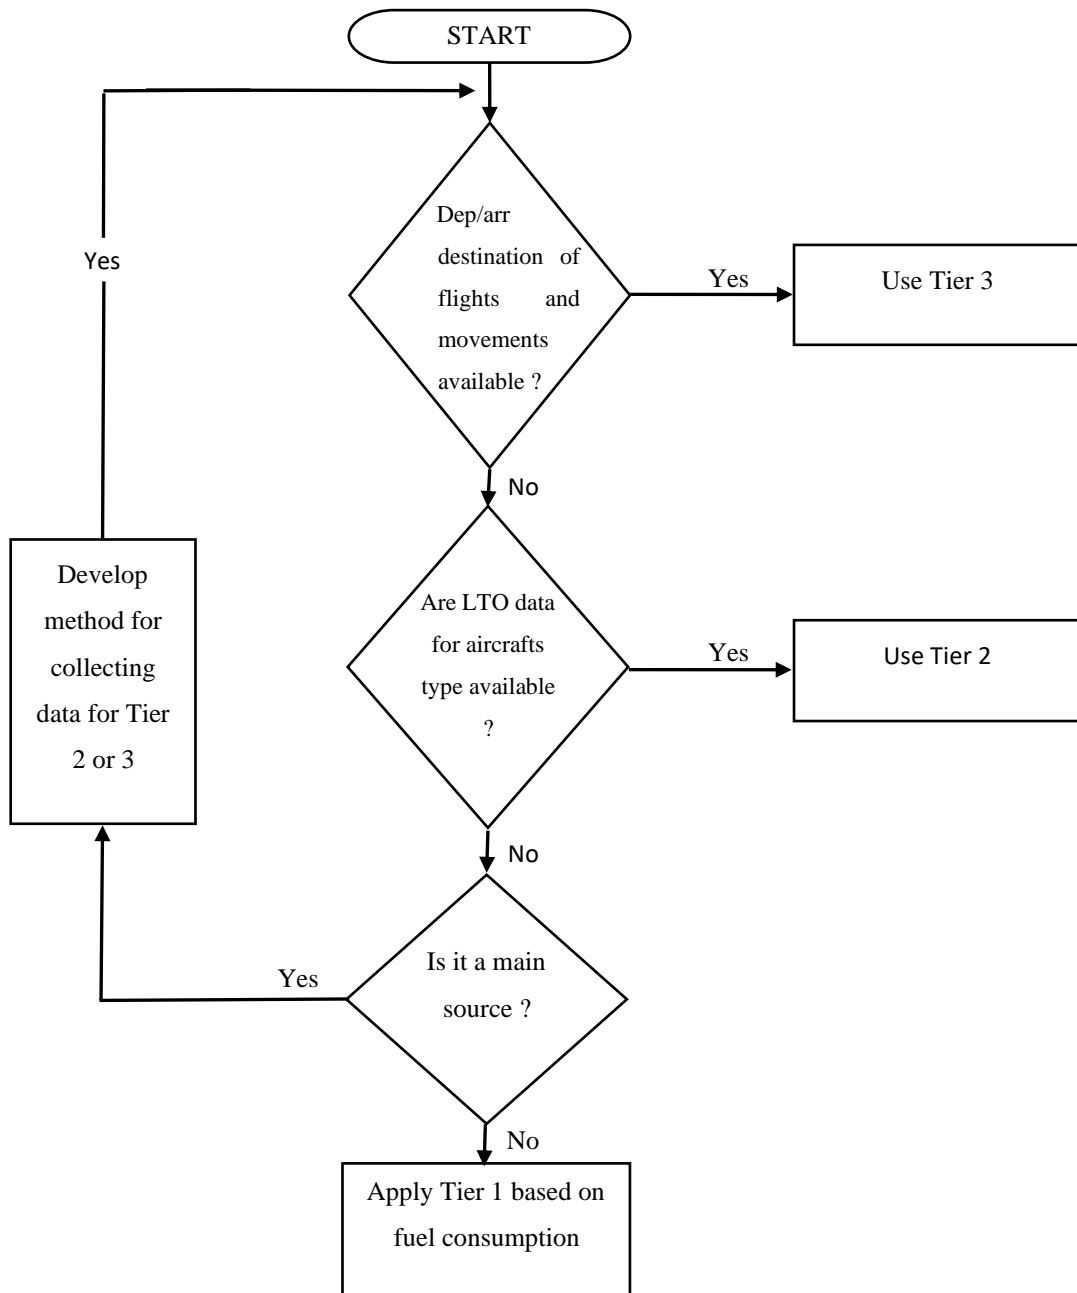 START
Dep/arr
destination of
flights and
movements
available ?
Yes
Use Tier 3
Yes
No
Develop
method for
collecting
data for Tier
2 or 3
Are LTO data
for aircrafts
type available
?
Yes
Use Tier 2
No
Is it a main
source ?
Yes
No
Apply Tier 1 based on
fuel consumption